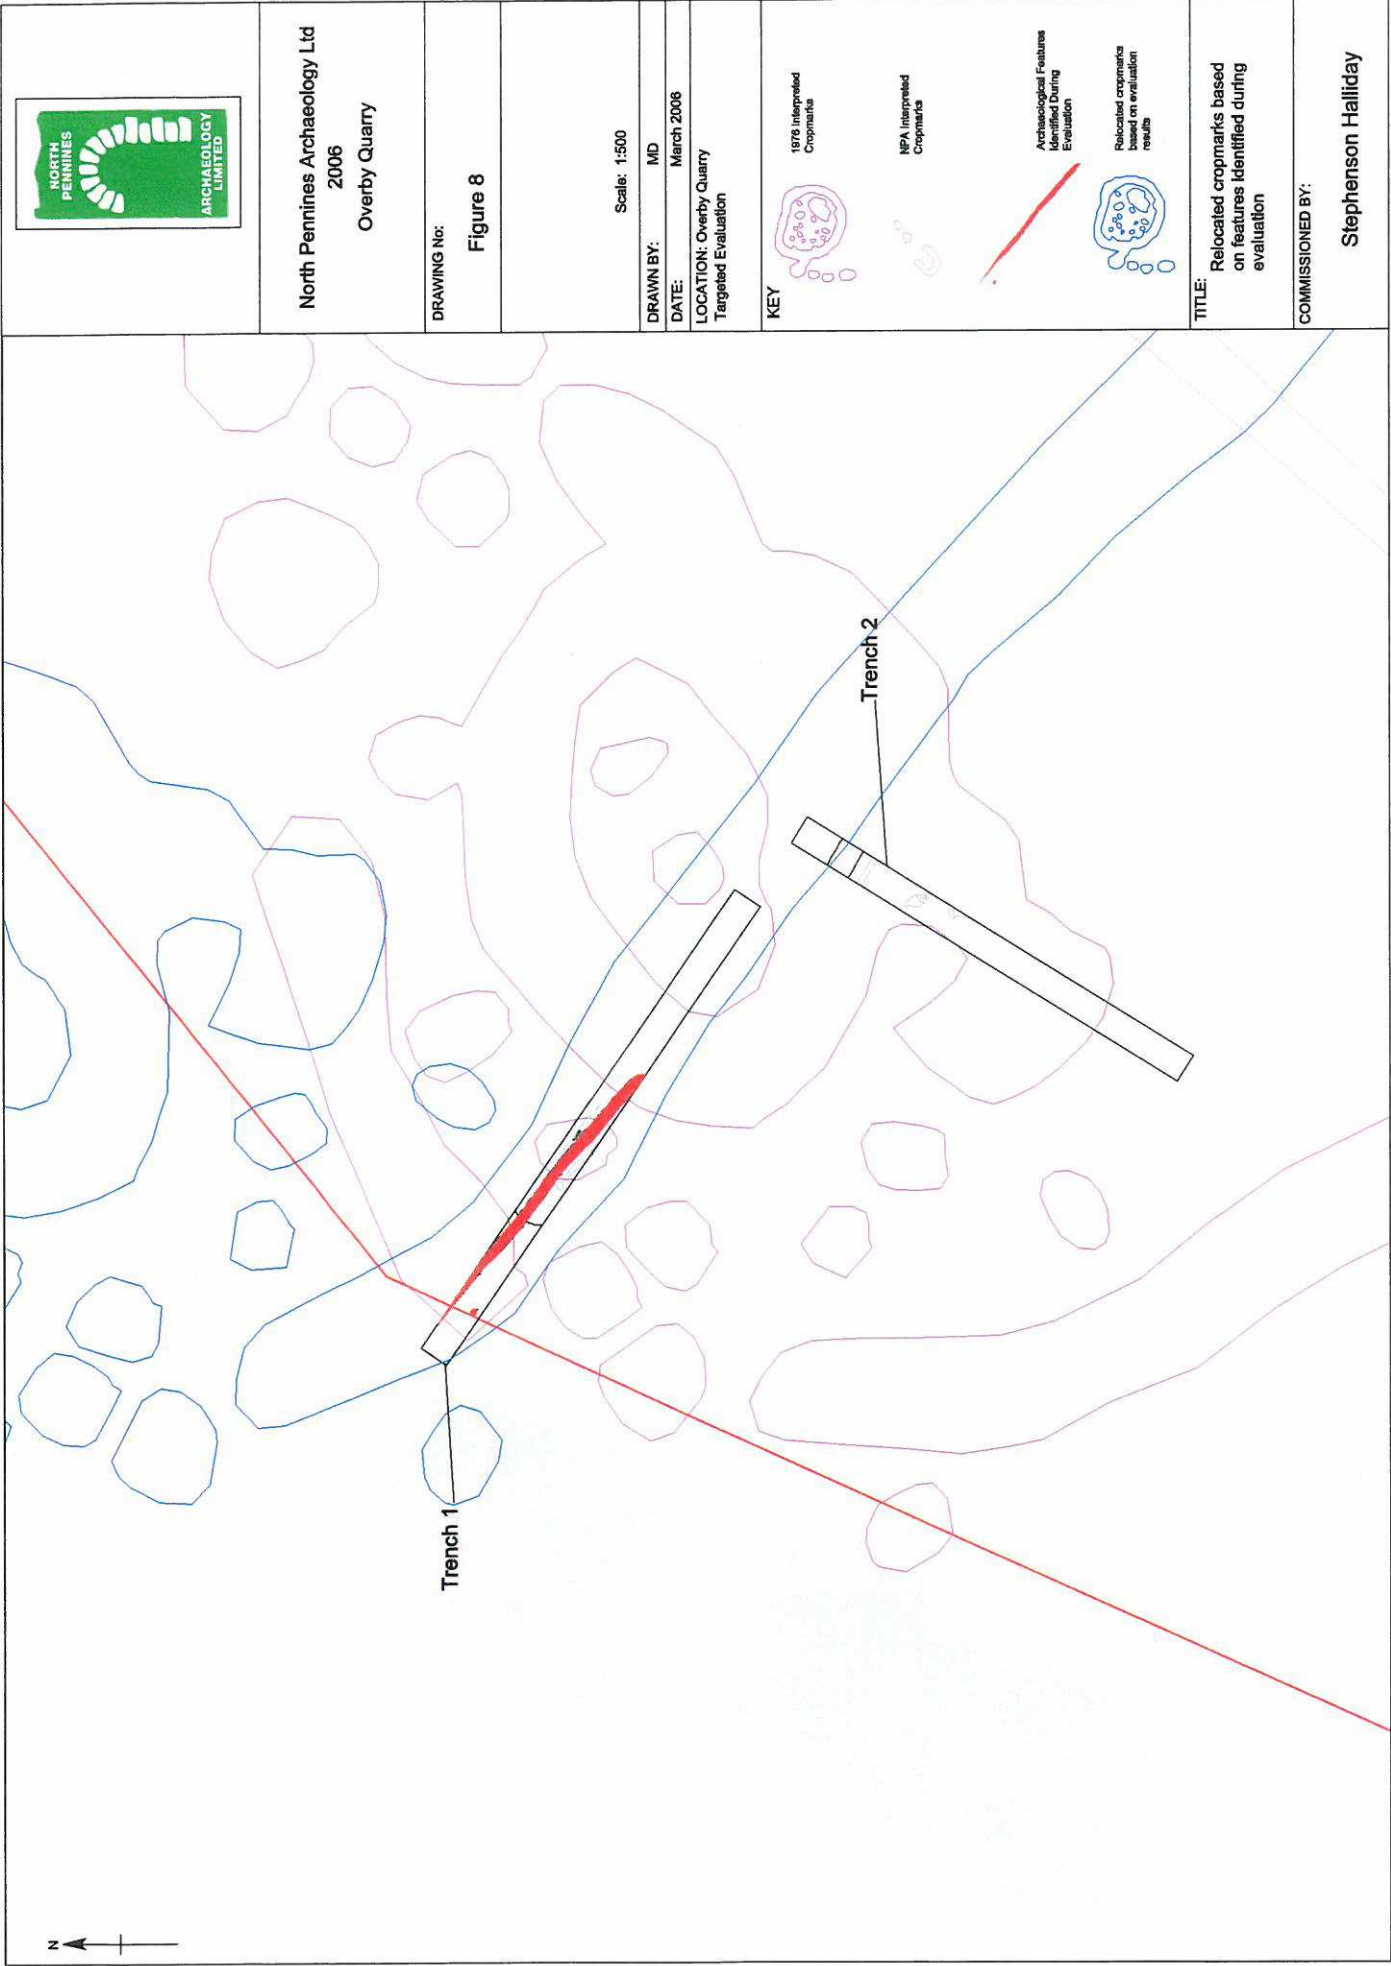 NORTH
PENNINES
ARCHAEOLOGY
LIMITED
North Pennines Archaeology Ltd
2006
Overby Quarry
DRAWING No:
Figure 8
Scale: 1:500
DRAWN BY: MD
DATE: March 2006
LOCATION: Overby Quarry
Targeted Evaluation
KEY
1976 Interpreted
Cropmarks
NPA Interpreted
Cropmarks
Archaeological Features
Identified During
Evaluation
Relocated cropmarks
based on evaluation
results
TITLE:
Relocated cropmarks based
on features identified during
evaluation
COMMISSIONED BY:
Stephenson Halliday
N
Trench 1
Trench 2